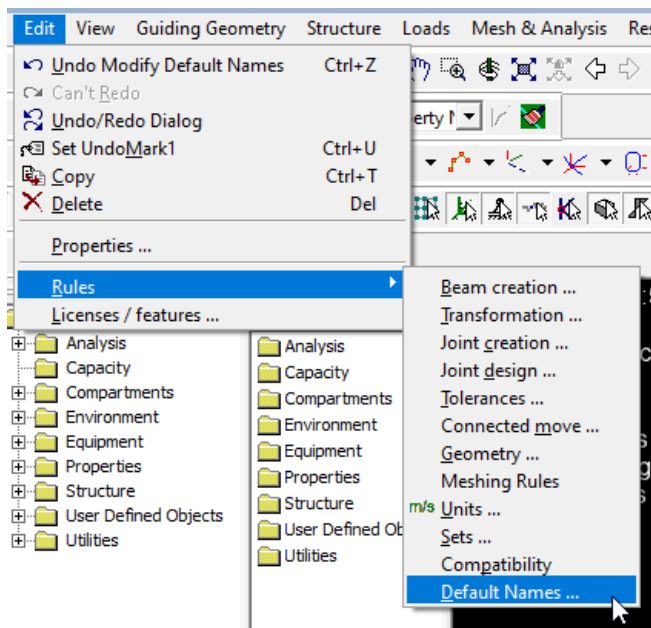 Edit View Guiding Geometry Structure Loads Mesh & Analysis
Undo Modify Default Names Ctrl+Z
Can't Redo
Undo/Redo Dialog
Set UndoMark1 Ctrl+U
Copy Ctrl+T
Delete Del
Properties ...
Rules
Licenses / features ...
Beam creation ...
Transformation ...
Joint creation ...
Joint design ...
Tolerances ...
Connected move ...
Geometry ...
Meshing Rules
m/s Units ...
Sets ...
Compatibility
Default Names ...
Analysis
Capacity
Compartments
Environment
Equipment
Properties
Structure
User Defined Objects
Utilities
Analysis
Capacity
Compartments
Environment
Equipment
Properties
Structure
User Defined Ob
Utilities